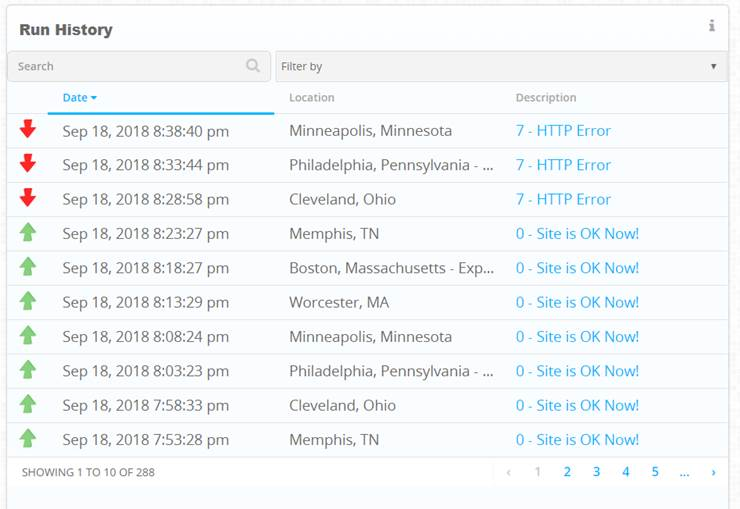 Run History
Search Filter by
Date Location Description
Sep 18, 2018 8:38:40 pm Minneapolis, Minnesota 7 - HTTP Error
Sep 18, 2018 8:33:44 pm Philadelphia, Pennsylvania - ... 7 - HTTP Error
Sep 18, 2018 8:28:58 pm Cleveland, Ohio 7 - HTTP Error
Sep 18, 2018 8:23:27 pm Memphis, TN 0 - Site is OK Now!
Sep 18, 2018 8:18:27 pm Boston, Massachusetts - Exp... 0 - Site is OK Now!
Sep 18, 2018 8:13:29 pm Worcester, MA 0 - Site is OK Now!
Sep 18, 2018 8:08:24 pm Minneapolis, Minnesota 0 - Site is OK Now!
Sep 18, 2018 8:03:23 pm Philadelphia, Pennsylvania - ... 0 - Site is OK Now!
Sep 18, 2018 7:58:33 pm Cleveland, Ohio 0 - Site is OK Now!
Sep 18, 2018 7:53:28 pm Memphis, TN 0 - Site is OK Now!
SHOWING 1 TO 10 OF 288 ‹ 1 2 3 4 5 ... ›